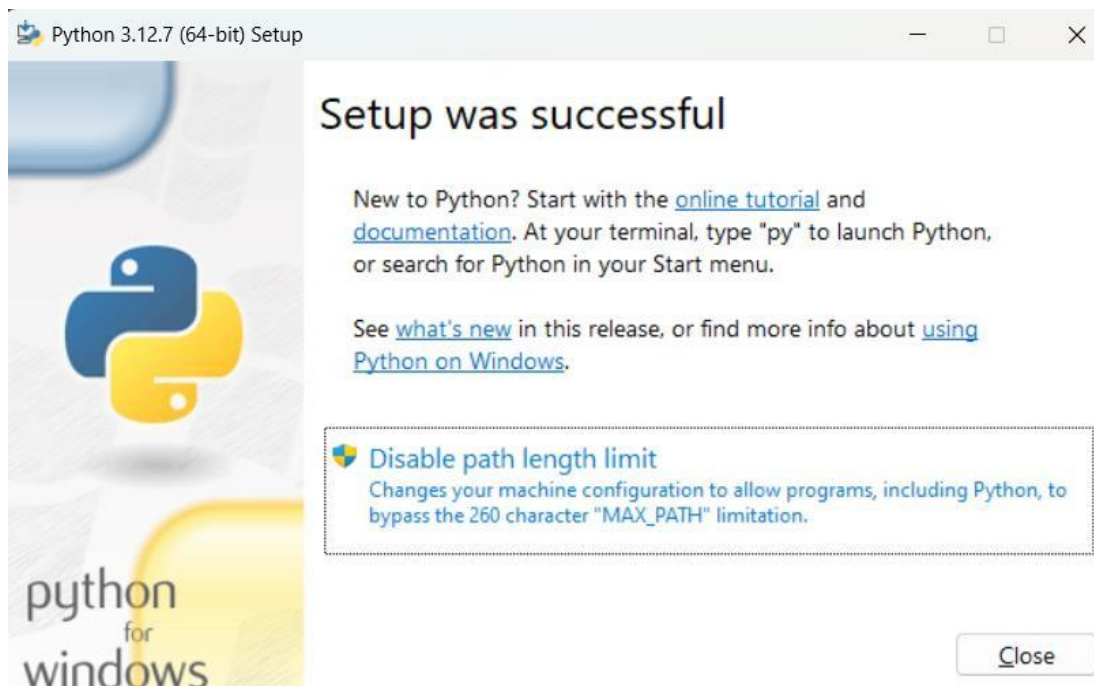 Python 3.12.7 (64-bit) Setup
Setup was successful
New to Python? Start with the online tutorial and
documentation. At your terminal, type "py" to launch Python,
or search for Python in your Start menu.
See what's new in this release, or find more info about using
Python on Windows.
Disable path length limit
Changes your machine configuration to allow programs, including Python, to
bypass the 260 character "MAX_PATH" limitation.
python
for
windows
Close